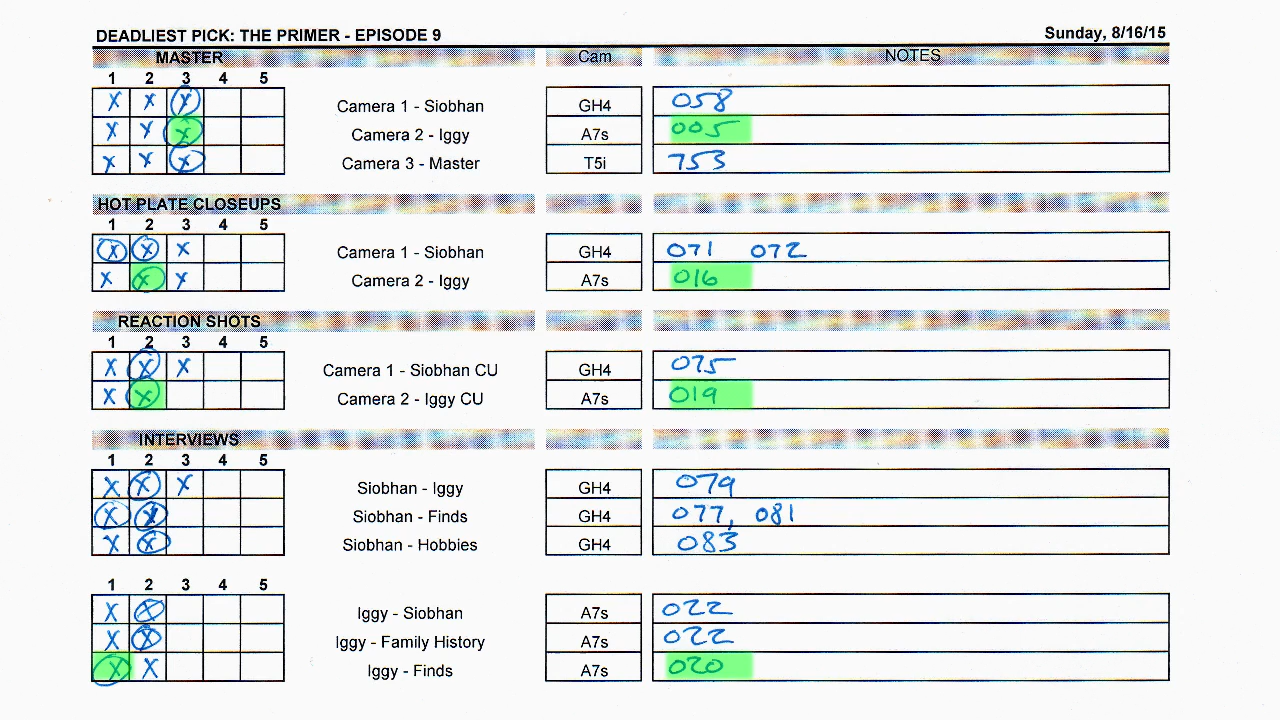 DEADLIEST PICK: THE PRIMER - EPISODE 9 Sunday, 8/16/15
MASTER Cam NOTES
1 2 3 4 5
X X X Camera 1 - Siobhan GH4 058
X X X Camera 2 - Iggy A7s 005
X X X Camera 3 - Master T5i 753
HOT PLATE CLOSEUPS
1 2 3 4 5
X X X Camera 1 - Siobhan GH4 071 072
X X X Camera 2 - Iggy A7s 016
REACTION SHOTS
1 2 3 4 5
X X X Camera 1 - Siobhan CU GH4 075
X X Camera 2 - Iggy CU A7s 019
INTERVIEWS
1 2 3 4 5
X X X Siobhan - Iggy GH4 079
X X Siobhan - Finds GH4 077, 081
X X Siobhan - Hobbies GH4 083
1 2 3 4 5
X X Iggy - Siobhan A7s 022
X X Iggy - Family History A7s 022
X X Iggy - Finds A7s 020